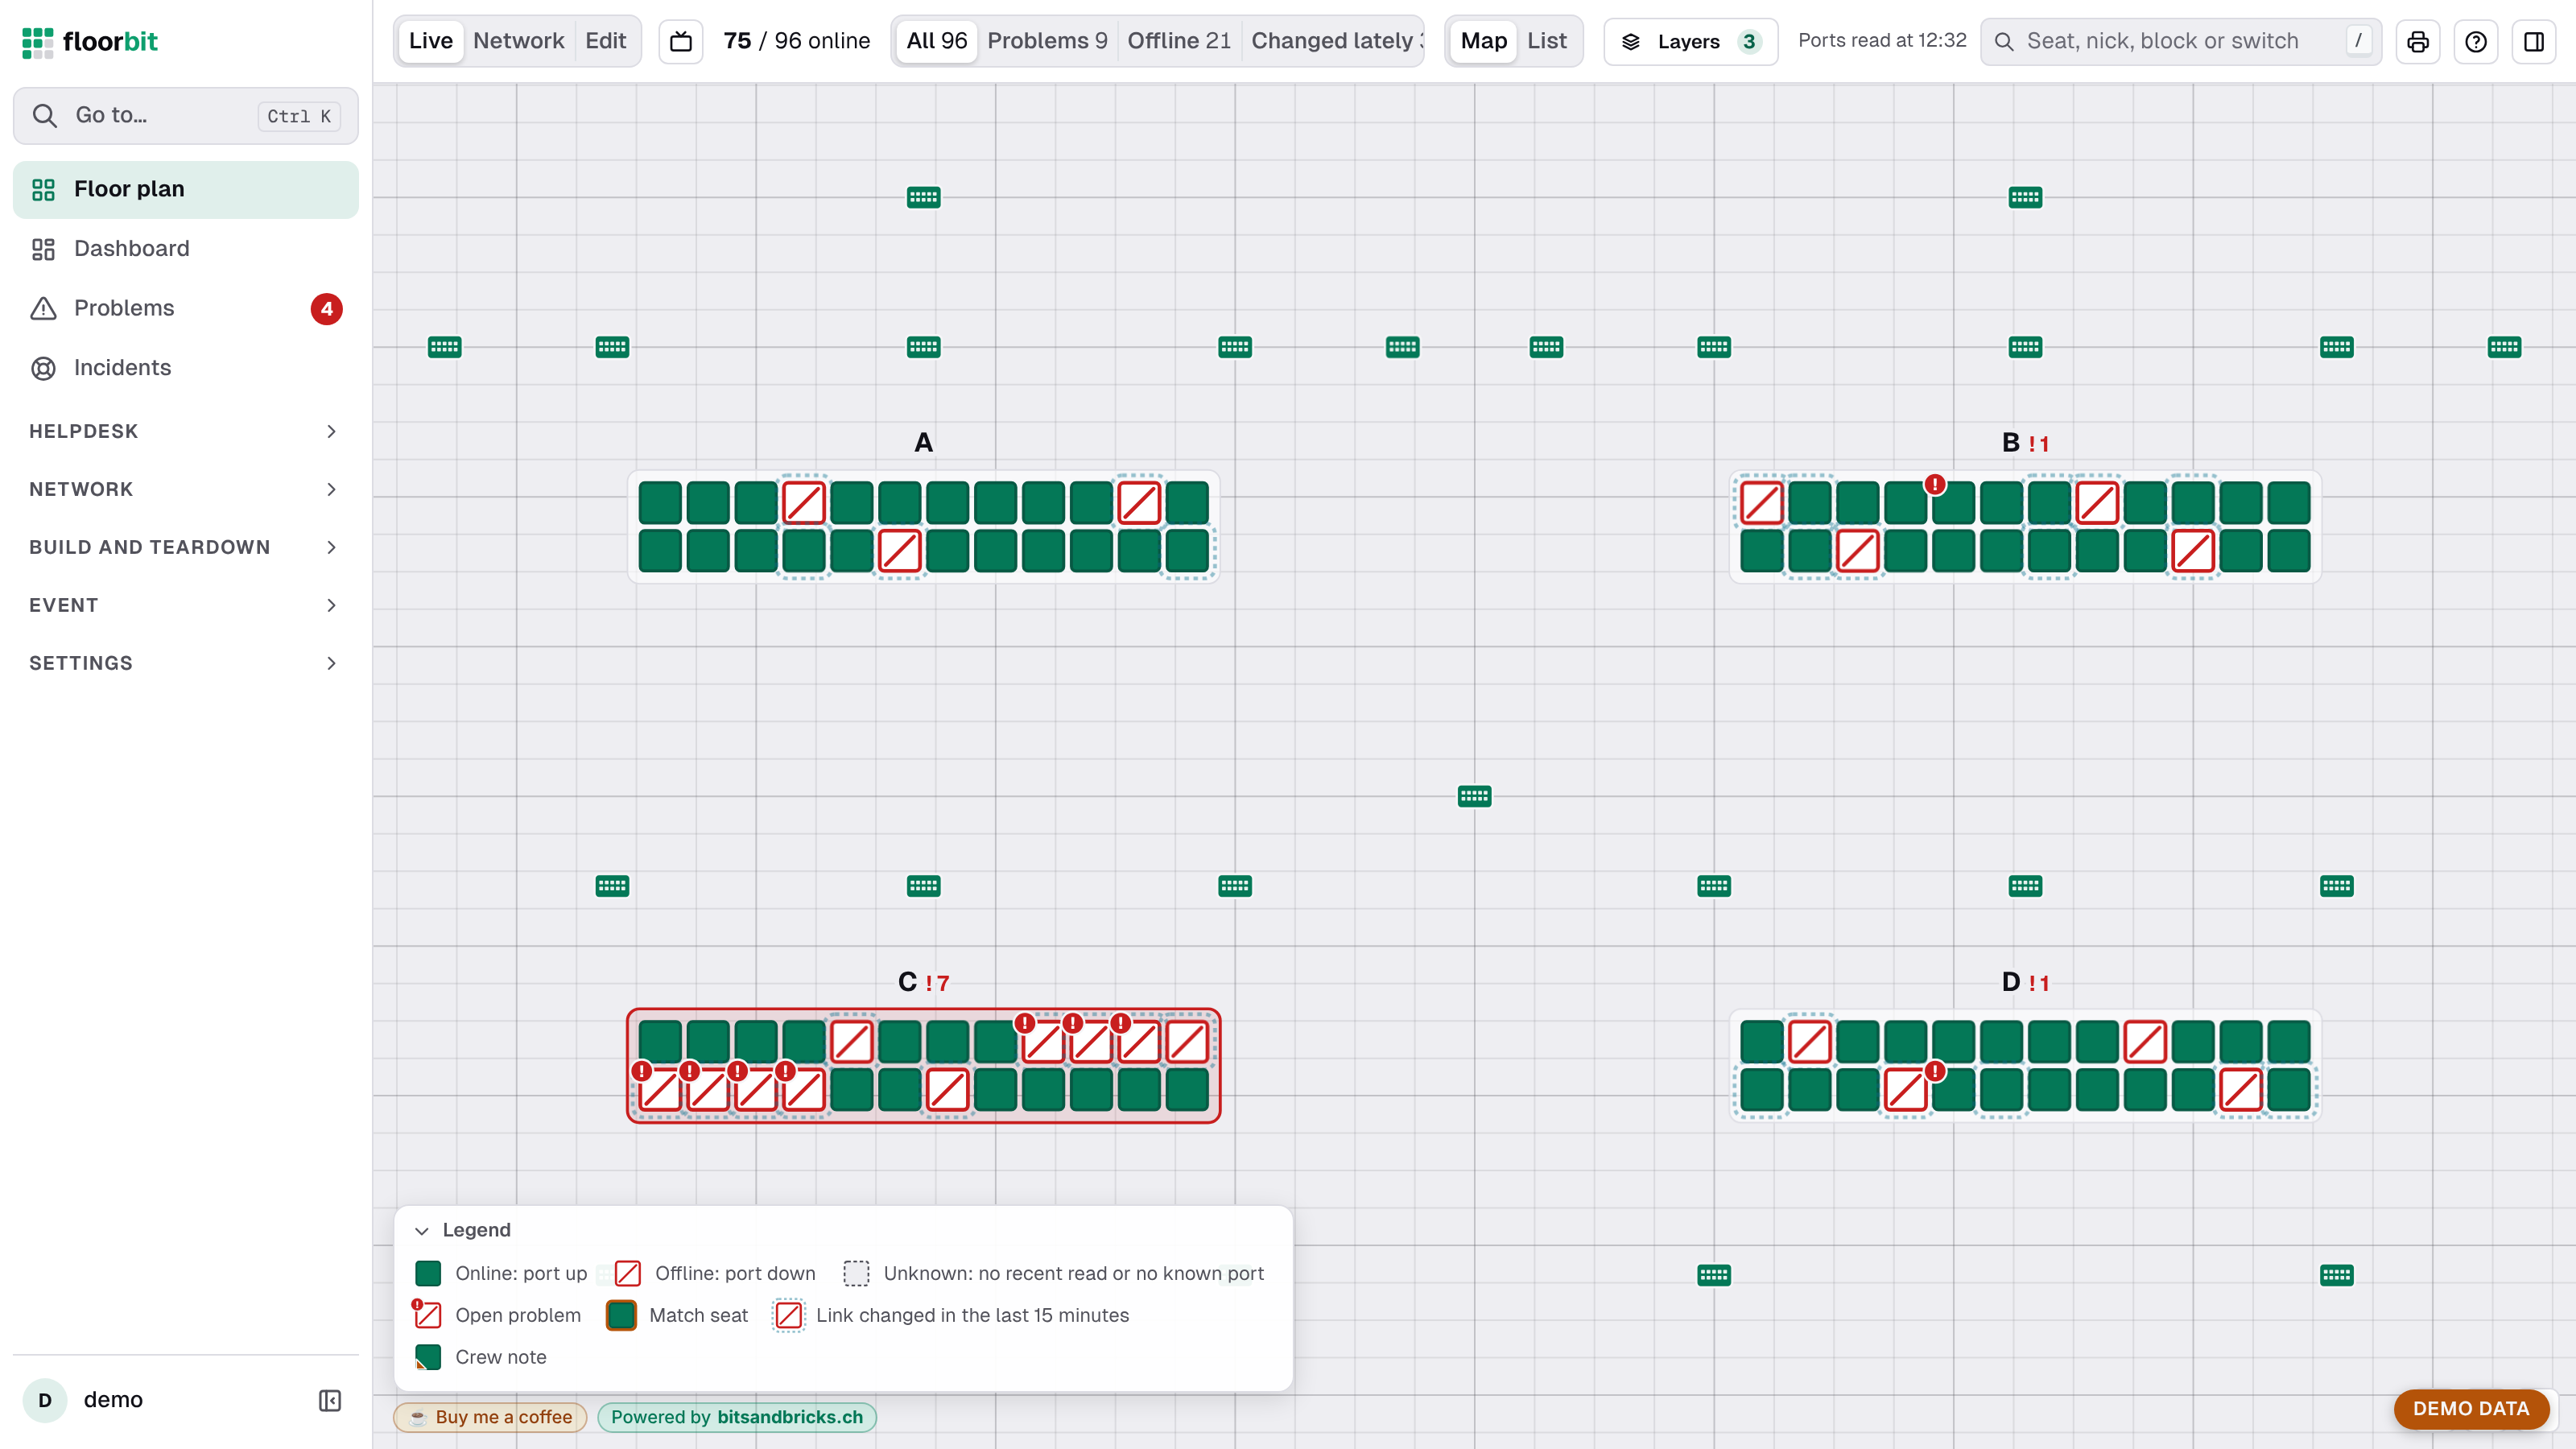 floorbit
Go to...
Ctrl K
Floor plan
Dashboard
Problems
4
Incidents
HELPDESK
NETWORK
BUILD AND TEARDOWN
EVENT
SETTINGS
D
demo
Live
Network
Edit
75 / 96 online
All 96
Problems 9
Offline 21
Changed lately
Map
List
Layers
3
Ports read at 12:32
Seat, nick, block or switch
/
A
B !1
C !7
D !1
Legend
Online: port up
Offline: port down
Unknown: no recent read or no known port
Open problem
Match seat
Link changed in the last 15 minutes
Crew note
Buy me a coffee
Powered by bitsandbricks.ch
DEMO DATA